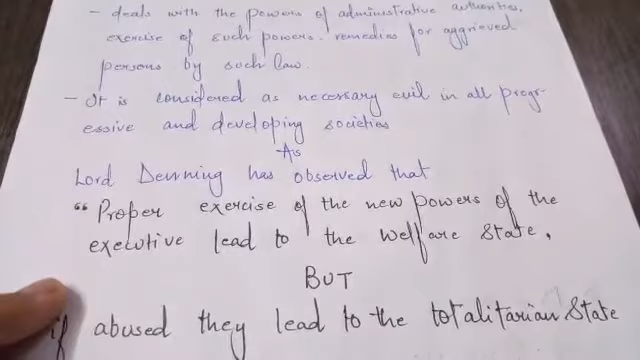 - deals with the powers of administrative authorities,
exercise of such powers. remedies for aggrieved
persons by such law.
- It is considered as necessary evil in all progr-
essive and developing societies
As
Lord Denning has observed that
“ Proper exercise of the new powers of the
executive lead to the Welfare State,
BUT
if abused they lead to the totalitarian State